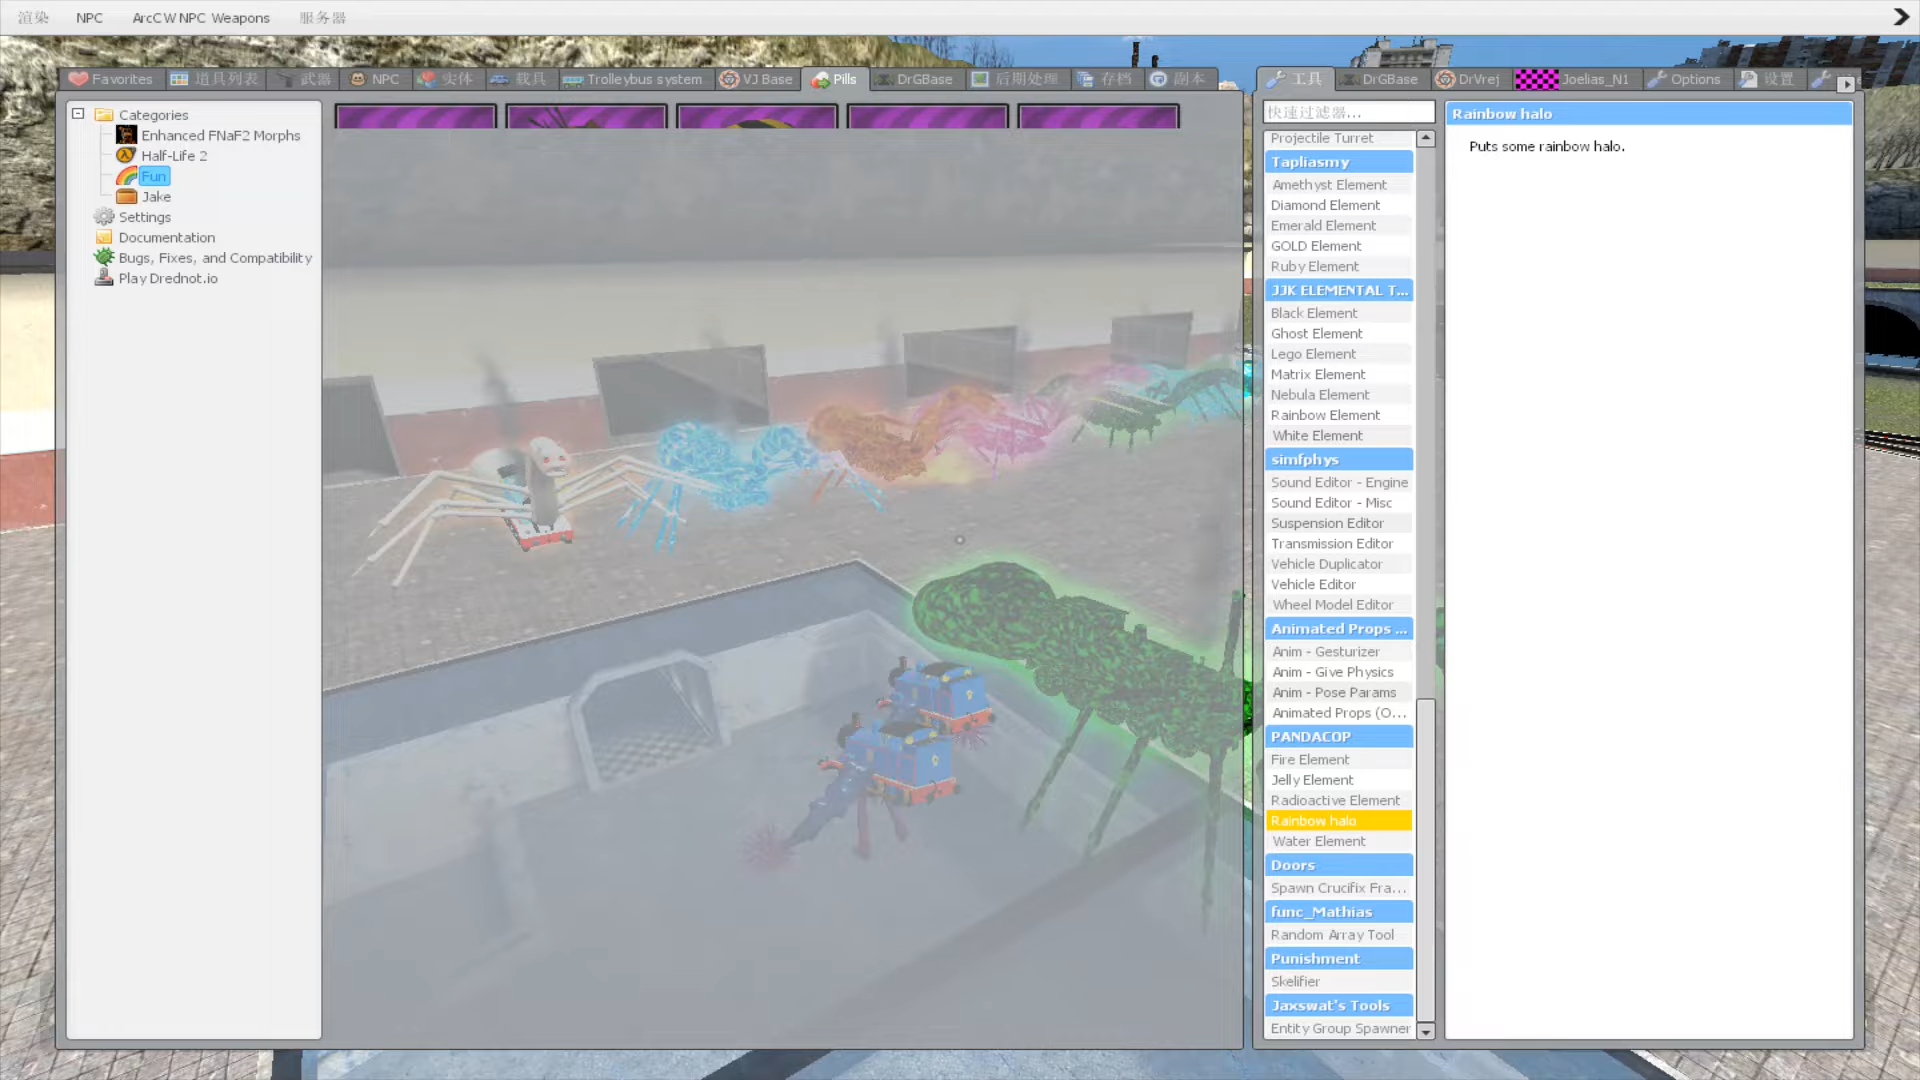 渲染 NPC ArcCW NPC Weapons 服务器
Favorites 道具列表 武器 NPC 实体 载具 Trolleybus system VJ Base Pills DrGBase 后期处理 存档 副本
工具 DrGBase DrVrej Joelias_N1 Options 设置
Categories
Enhanced FNaF2 Morphs
Half-Life 2
Fun
Jake
Settings
Documentation
Bugs, Fixes, and Compatibility
Play Drednot.io
快速过滤器...
Projectile Turret
Tapliasmy
Amethyst Element
Diamond Element
Emerald Element
GOLD Element
Ruby Element
JJK ELEMENTAL T...
Black Element
Ghost Element
Lego Element
Matrix Element
Nebula Element
Rainbow Element
White Element
simfphys
Sound Editor - Engine
Sound Editor - Misc
Suspension Editor
Transmission Editor
Vehicle Duplicator
Vehicle Editor
Wheel Model Editor
Animated Props ...
Anim - Gesturizer
Anim - Give Physics
Anim - Pose Params
Animated Props (O...
PANDACOP
Fire Element
Jelly Element
Radioactive Element
Rainbow halo
Water Element
Doors
Spawn Crucifix Fra...
func_Mathias
Random Array Tool
Punishment
Skelifier
Jaxswat's Tools
Entity Group Spawner
Rainbow halo
Puts some rainbow halo.